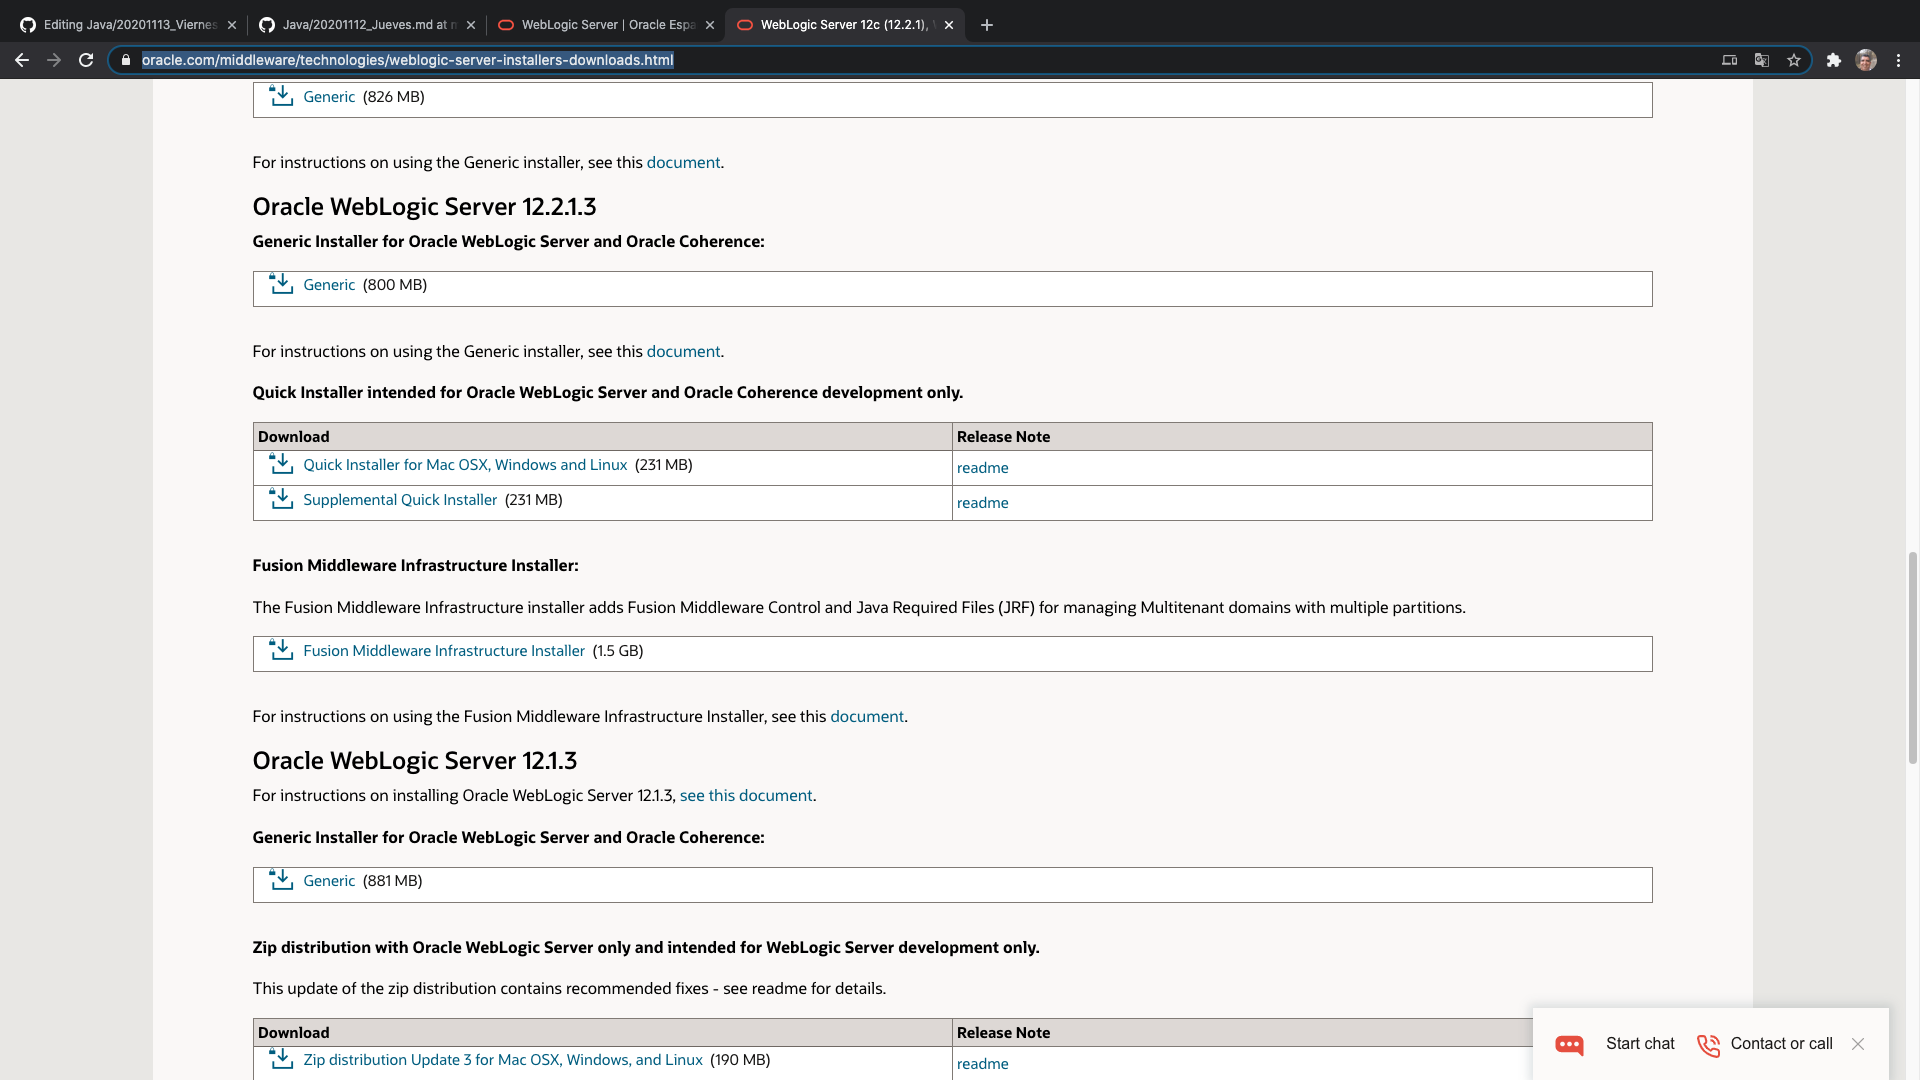 Editing Java/20201113_Viernes
Java/20201112_Jueves.md at m
WebLogic Server | Oracle Espa
WebLogic Server 12c (12.2.1),
oracle.com/middleware/technologies/weblogic-server-installers-downloads.html
Generic (826 MB)
For instructions on using the Generic installer, see this document.
Oracle WebLogic Server 12.2.1.3
Generic Installer for Oracle WebLogic Server and Oracle Coherence:
Generic (800 MB)
For instructions on using the Generic installer, see this document.
Quick Installer intended for Oracle WebLogic Server and Oracle Coherence development only.
Download Release Note
Quick Installer for Mac OSX, Windows and Linux (231 MB) readme
Supplemental Quick Installer (231 MB) readme
Fusion Middleware Infrastructure Installer:
The Fusion Middleware Infrastructure installer adds Fusion Middleware Control and Java Required Files (JRF) for managing Multitenant domains with multiple partitions.
Fusion Middleware Infrastructure Installer (1.5 GB)
For instructions on using the Fusion Middleware Infrastructure Installer, see this document.
Oracle WebLogic Server 12.1.3
For instructions on installing Oracle WebLogic Server 12.1.3, see this document.
Generic Installer for Oracle WebLogic Server and Oracle Coherence:
Generic (881 MB)
Zip distribution with Oracle WebLogic Server only and intended for WebLogic Server development only.
This update of the zip distribution contains recommended fixes - see readme for details.
Download Release Note
Zip distribution Update 3 for Mac OSX, Windows, and Linux (190 MB) readme
Start chat Contact or call